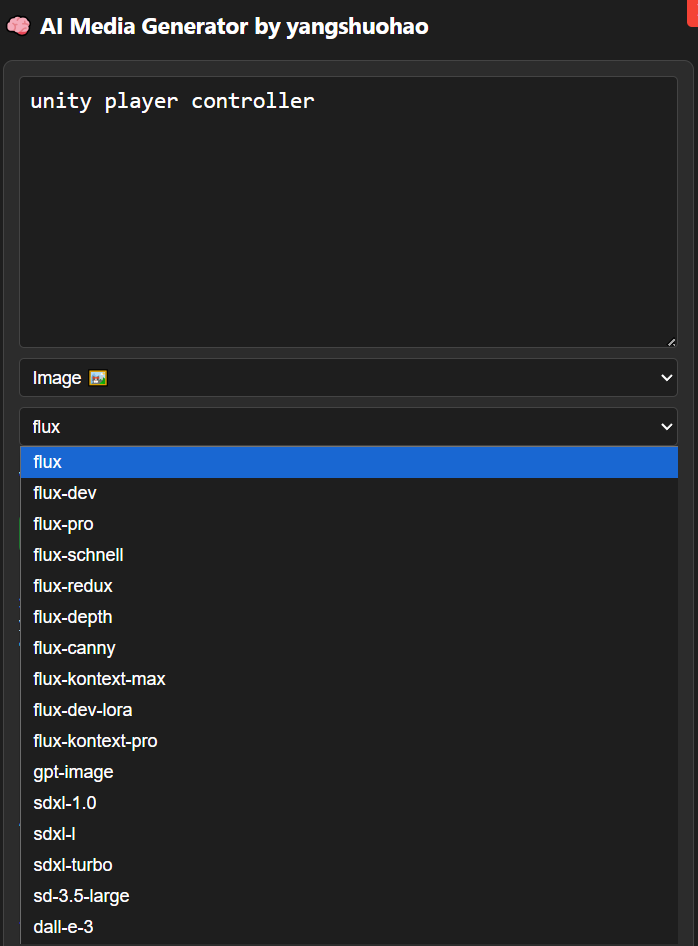 🧠 AI Media Generator by yangshuohao
unity player controller
Image 🖼️
flux
flux
flux-dev
flux-pro
flux-schnell
flux-redux
flux-depth
flux-canny
flux-kontext-max
flux-dev-lora
flux-kontext-pro
gpt-image
sdxl-1.0
sdxl-l
sdxl-turbo
sd-3.5-large
dall-e-3